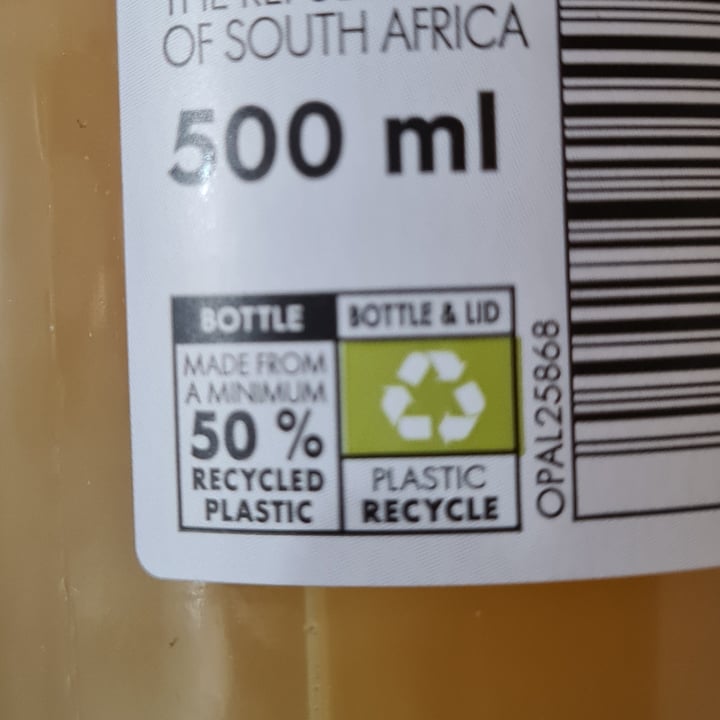 OF SOUTH AFRICA
500 ml
BOTTLE
MADE FROM
A MINIMUM
50 %
RECYCLED
PLASTIC
BOTTLE & LID
PLASTIC
RECYCLE
OPAL25868